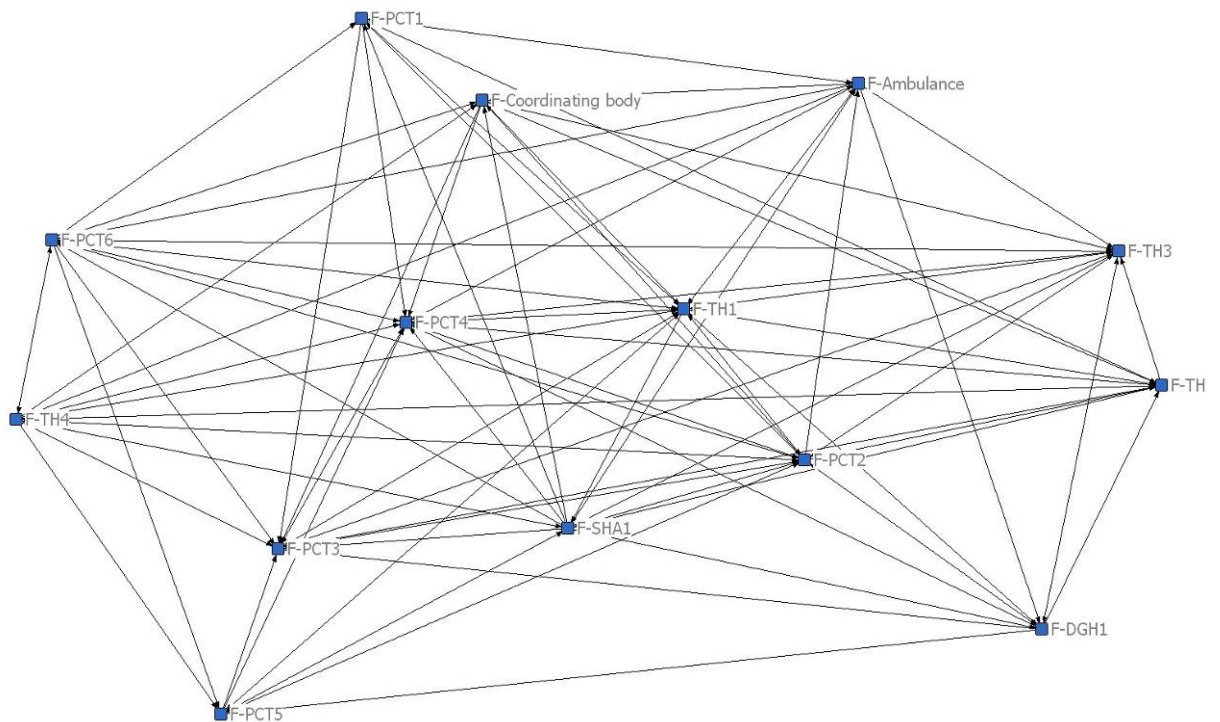 F-PCT1
F-Ambulance
F-Coordinating body
F-PCT6
F-TH3
F-TH1
F-PCT4
F-TH
F-TH4
F-PCT2
F-SHA1
F-PCT3
F-DGH1
F-PCT5